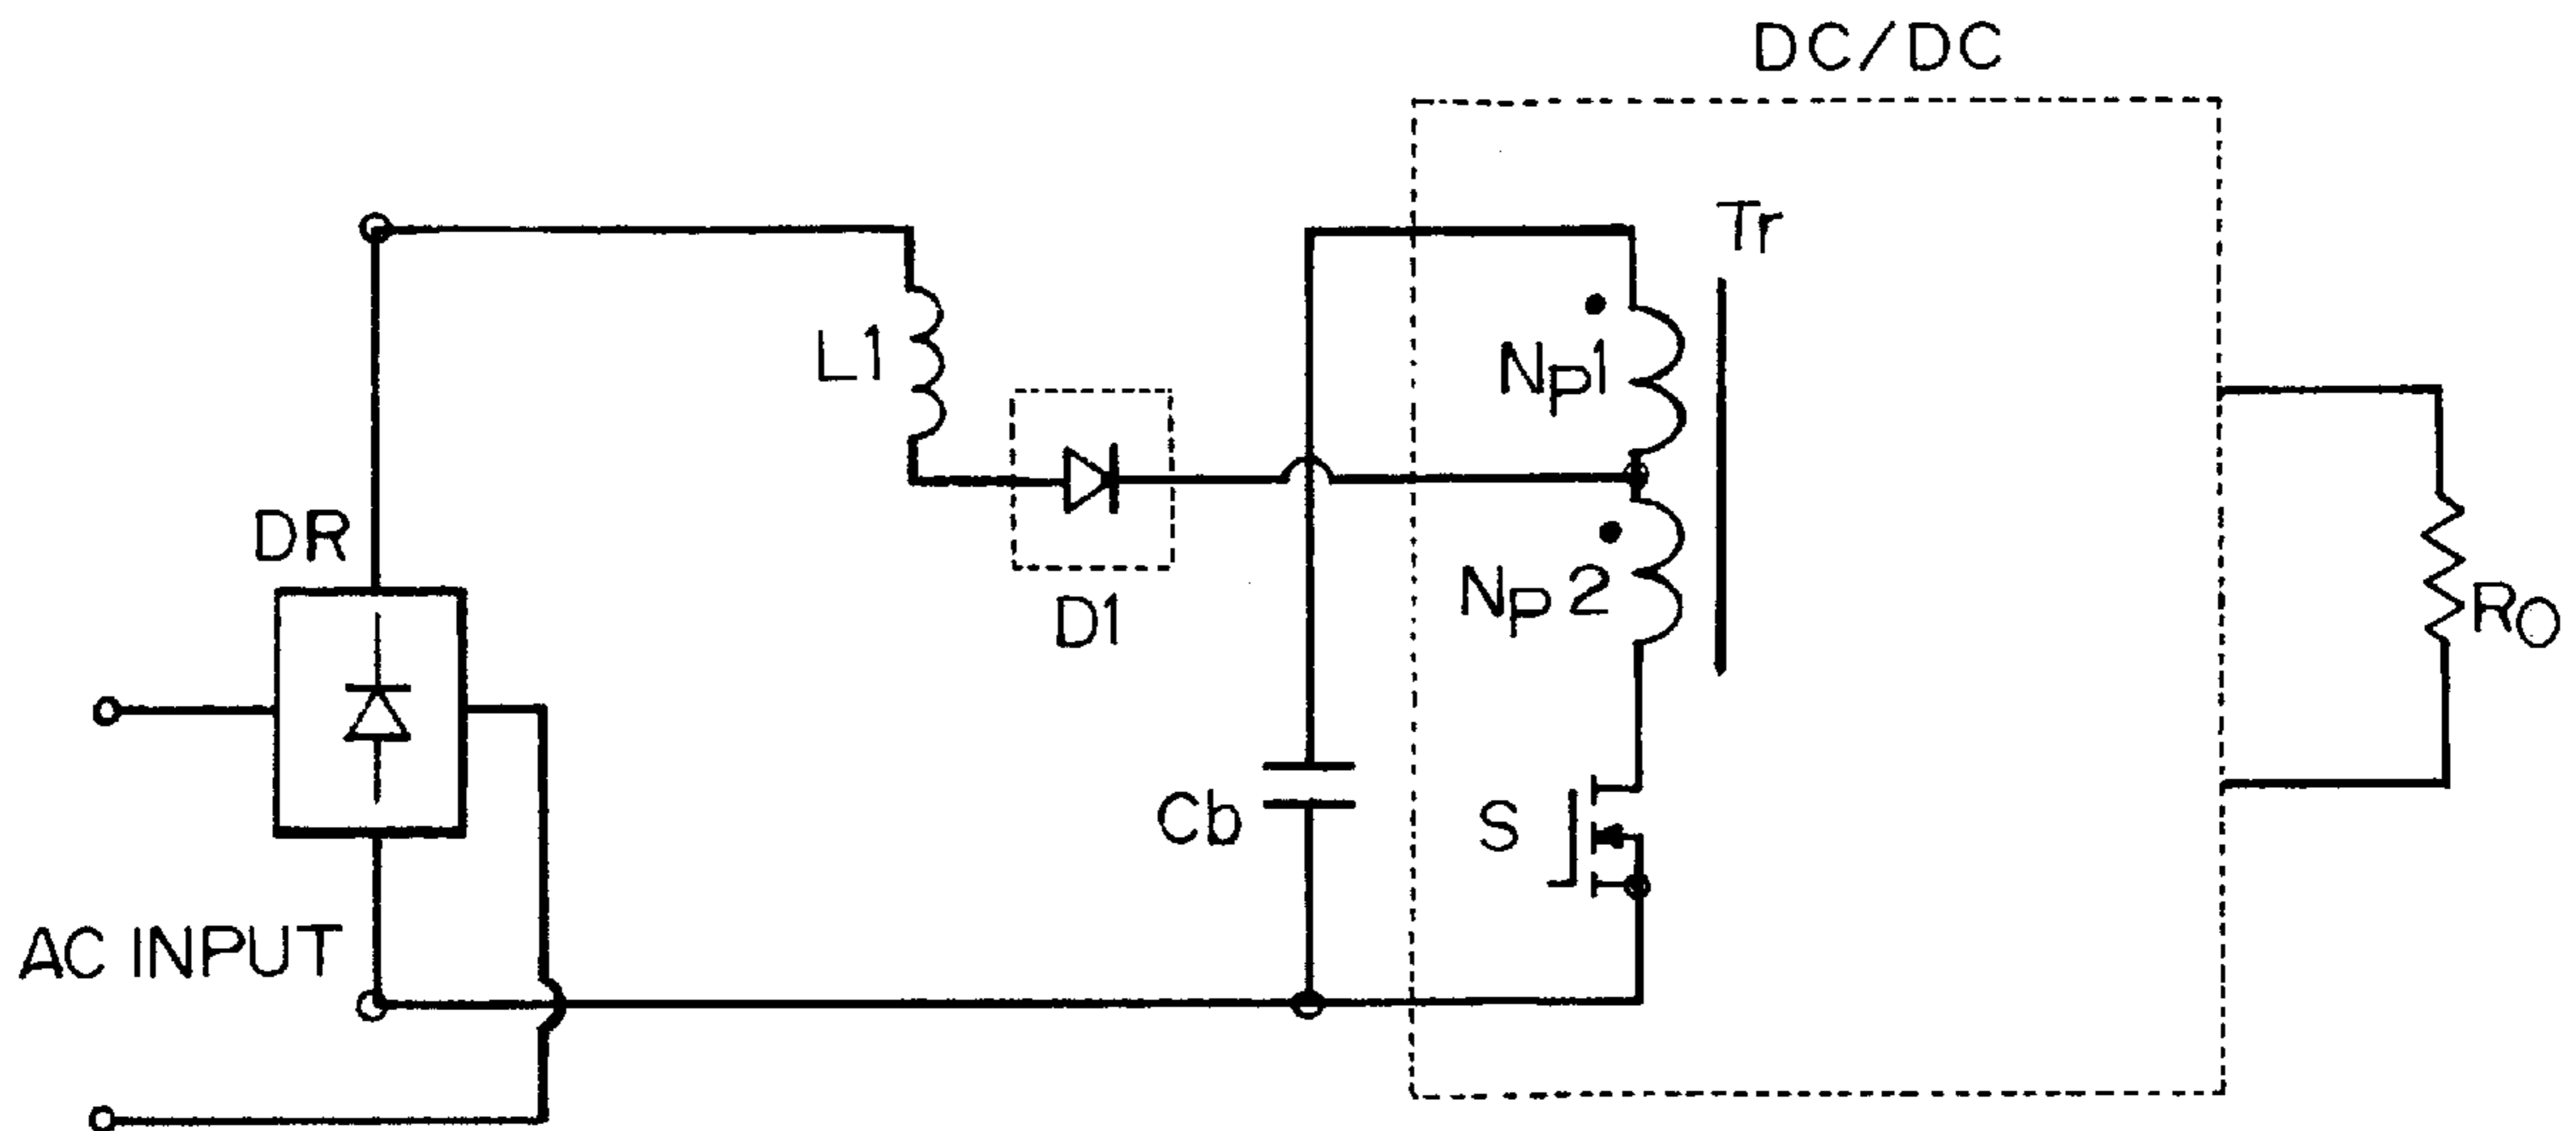 DC/DC
Tr
L1
Np1
DR
D1
Np2
Ro
Cb
S
AC INPUT